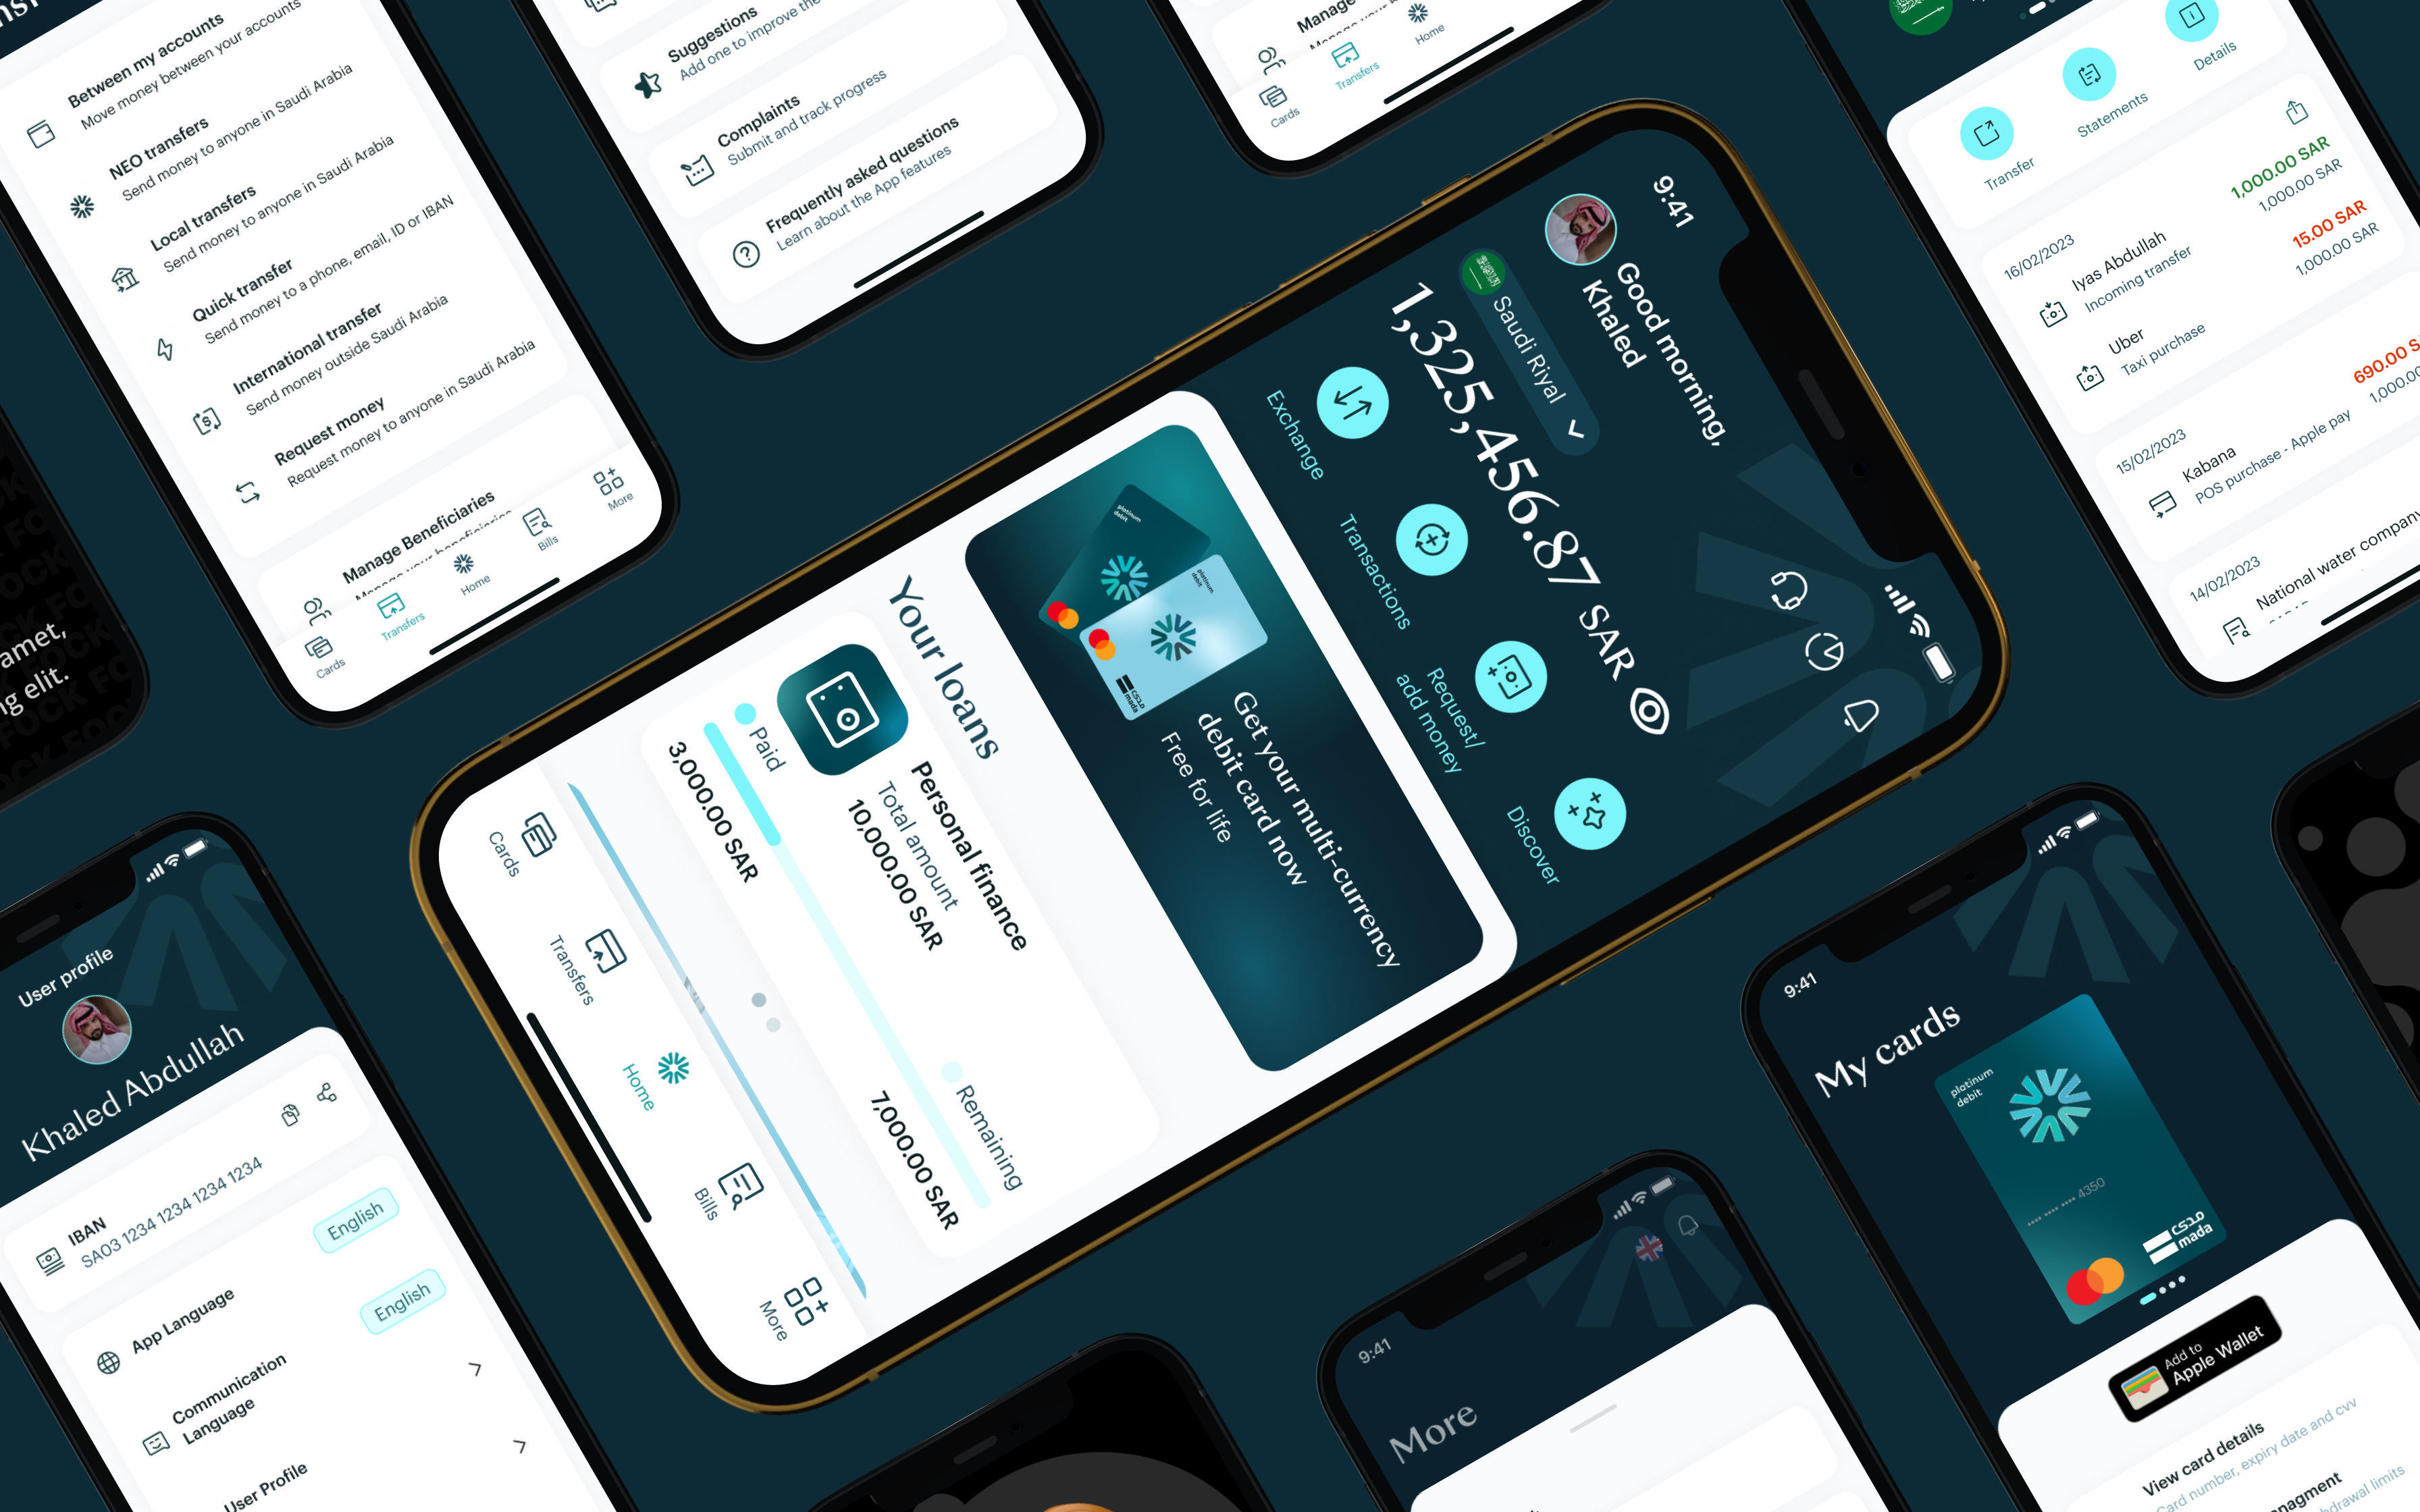 Between my accounts
Move money between your accounts
NEO transfers
Send money to anyone in Saudi Arabia
Local transfers
Send money to anyone in Saudi Arabia
Quick transfer
Send money to a phone, email, ID or IBAN
International transfer
Send money outside Saudi Arabia
Request money
Request money to anyone in Saudi Arabia
Manage Beneficiaries
Cards
Transfers
Home
Bills
More
Suggestions
Add one to improve the
Complaints
Submit and track progress
Frequently asked questions
Learn about the App features
Manage
Cards
Transfers
Home
Transfer
Statements
Details
16/02/2023
Iyas Abdullah
Incoming transfer
1,000.00 SAR
1,000.00 SAR
Uber
Taxi purchase
15.00 SAR
1,000.00 SAR
15/02/2023
Kabana
POS purchase - Apple pay
690.00 S
1,000.00
14/02/2023
National water company
9:41
Good morning,
Khaled
Saudi Riyal
1,325,456.87 SAR
Exchange
Transactions
Request/
add money
Discover
platinum
debit
platinum
debit
مدى
mada
Get your multi-currency
debit card now
Free for life
Your loans
Personal finance
Total amount
10,000.00 SAR
Paid
3,000.00 SAR
Remaining
7,000.00 SAR
Cards
Transfers
Home
Bills
More
amet,
ng elit.
User profile
Khaled Abdullah
IBAN
SA03 1234 1234 1234 1234
App Language
English
Communication
Language
English
User Profile
9:41
More
9:41
My cards
platinum
debit
•••• •••• •••• 4350
مدى
mada
Add to
Apple Wallet
View card details
Card number, expiry date and cvv
nagment
hdrawal limits